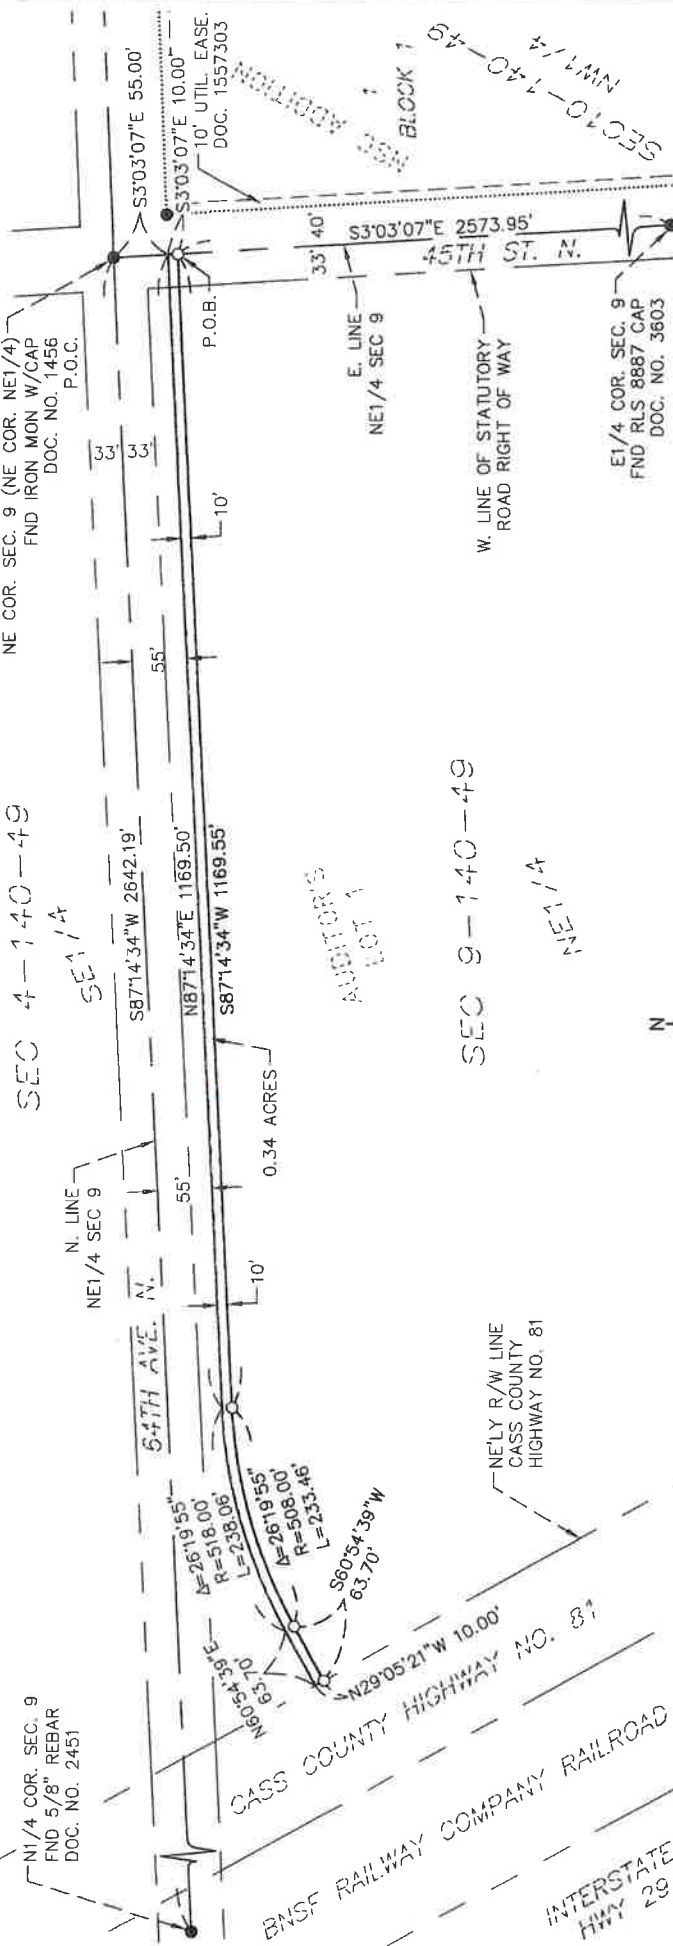 NE COR. SEC. 9 (NE COR. NE1/4)
FND IRON MON W/CAP
DOC. NO. 1456
P.O.C.
S3°03'07"E 55.00'
S3°03'07"E 10.00'
10' UTIL. EASE.
DOC. 1557303
NSC ADDITION
1
BLOCK 1
SEC 10-140-49
NW1/4
P.O.B.
33'
40'
S3°03'07"E 2573.95'
45TH ST. N.
E. LINE
NE1/4 SEC 9
W. LINE OF STATUTORY
ROAD RIGHT OF WAY
E1/4 COR. SEC. 9
FND RLS 8887 CAP
DOC. NO. 3603
33'
33'
10'
55'
SEC 4-140-49
SE1/4
S87°14'34"W 2642.19'
N87°14'34"E 1169.50'
S87°14'34"W 1169.55'
AUDITOR'S
LOT 1
SEC 9-140-49
NE1/4
N
0.34 ACRES
N. LINE
NE1/4 SEC 9
55'
10'
64TH AVE. N.
Δ=26°19'55"
R=518.00'
L=238.06'
Δ=26°19'55"
R=508.00'
L=233.46'
N60°54'39"E
63.70'
S60°54'39"W
63.70'
N29°05'21"W 10.00'
NE'LY R/W LINE
CASS COUNTY
HIGHWAY NO. 81
N1/4 COR. SEC. 9
FND 5/8" REBAR
DOC. NO. 2451
CASS COUNTY HIGHWAY NO. 81
BNSF RAILWAY COMPANY RAILROAD
INTERSTATE
HWY 29